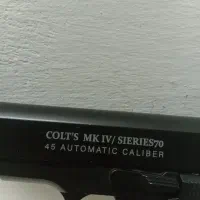 COLT'S MK IV/ SIERIES70
45 AUTOMATIC CALIBER